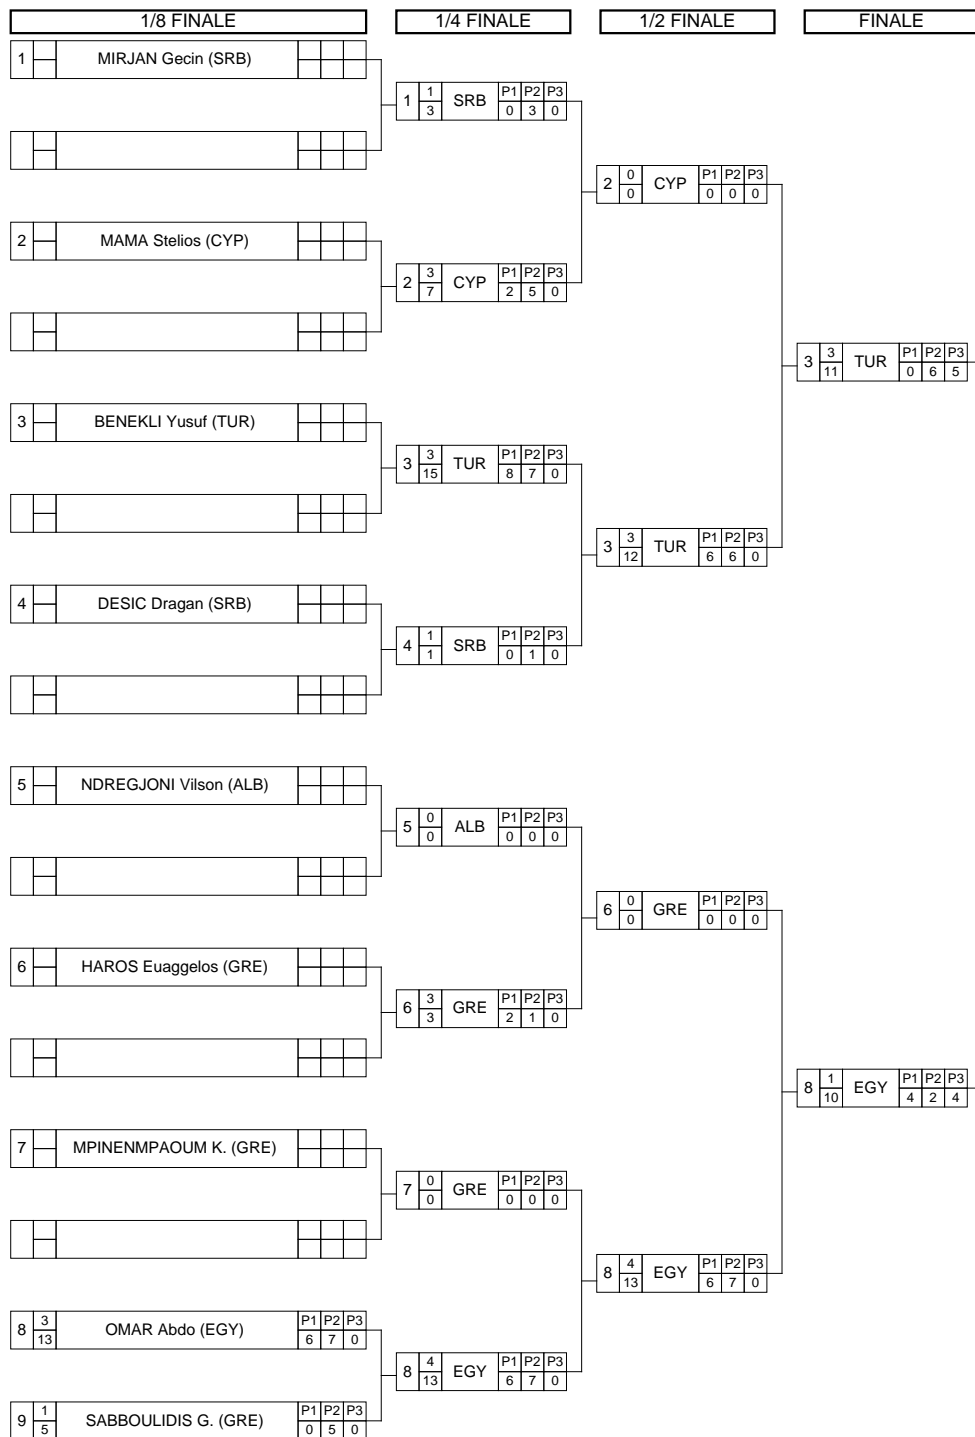 1/8 FINALE 1/4 FINALE 1/2 FINALE FINALE
1 MIRJAN Gecin (SRB)
1 1 SRB P1 P2 P3
3 0 3 0
2 0 CYP P1 P2 P3
0 0 0 0
2 MAMA Stelios (CYP)
2 3 CYP P1 P2 P3
7 2 5 0
3 3 TUR P1 P2 P3
11 0 6 5
3 BENEKLI Yusuf (TUR)
3 3 TUR P1 P2 P3
15 8 7 0
3 3 TUR P1 P2 P3
12 6 6 0
4 DESIC Dragan (SRB)
4 1 SRB P1 P2 P3
1 0 1 0
5 NDREGJONI Vilson (ALB)
5 0 ALB P1 P2 P3
0 0 0 0
6 0 GRE P1 P2 P3
0 0 0 0
6 HAROS Euaggelos (GRE)
6 3 GRE P1 P2 P3
3 2 1 0
8 1 EGY P1 P2 P3
10 4 2 4
7 MPINENMPAOUM K. (GRE)
7 0 GRE P1 P2 P3
0 0 0 0
8 4 EGY P1 P2 P3
13 6 7 0
8 3 OMAR Abdo (EGY) P1 P2 P3
13 6 7 0
8 4 EGY P1 P2 P3
13 6 7 0
9 1 SABBOULIDIS G. (GRE) P1 P2 P3
5 0 5 0